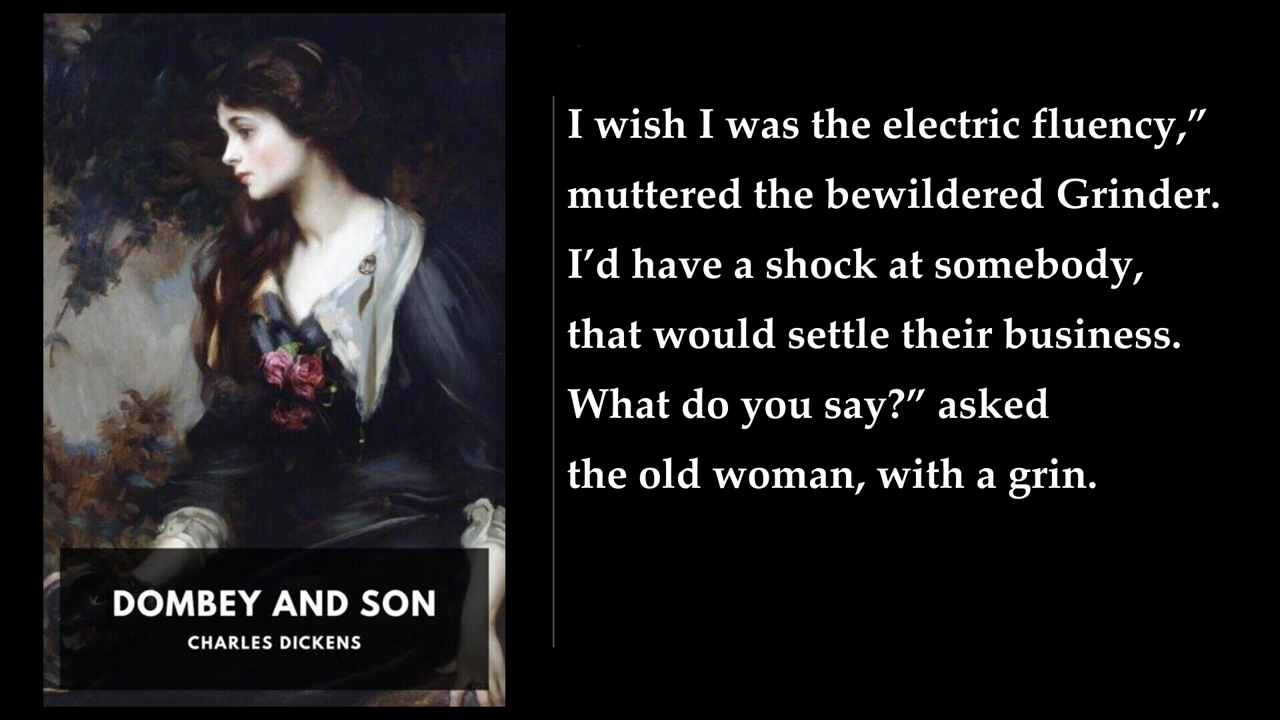 I wish I was the electric fluency,”
muttered the bewildered Grinder.
I’d have a shock at somebody,
that would settle their business.
What do you say?” asked
the old woman, with a grin.
DOMBEY AND SON
CHARLES DICKENS